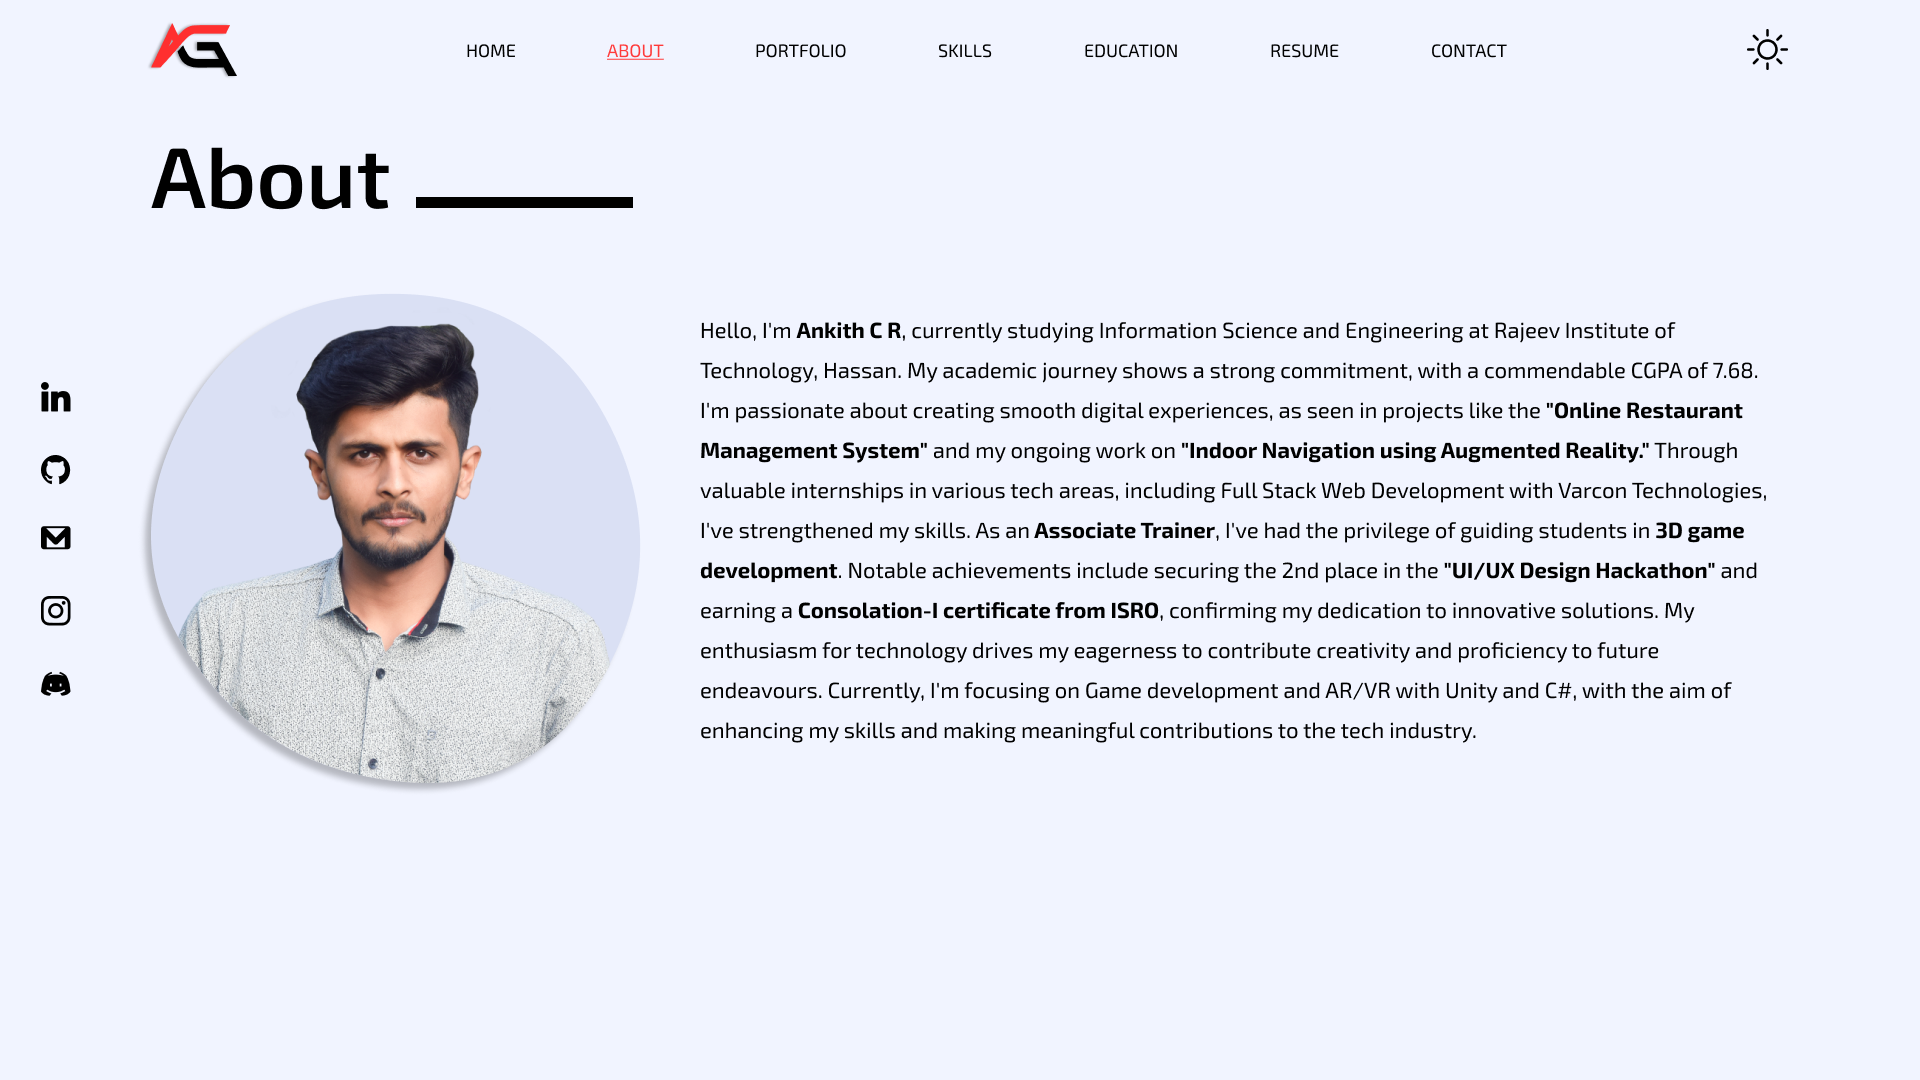 AG
HOME ABOUT PORTFOLIO SKILLS EDUCATION RESUME CONTACT
About
Hello, I'm Ankith C R, currently studying Information Science and Engineering at Rajeev Institute of
Technology, Hassan. My academic journey shows a strong commitment, with a commendable CGPA of 7.68.
I'm passionate about creating smooth digital experiences, as seen in projects like the "Online Restaurant
Management System" and my ongoing work on "Indoor Navigation using Augmented Reality." Through
valuable internships in various tech areas, including Full Stack Web Development with Varcon Technologies,
I've strengthened my skills. As an Associate Trainer, I've had the privilege of guiding students in 3D game
development. Notable achievements include securing the 2nd place in the "UI/UX Design Hackathon" and
earning a Consolation-I certificate from ISRO, confirming my dedication to innovative solutions. My
enthusiasm for technology drives my eagerness to contribute creativity and proficiency to future
endeavours. Currently, I'm focusing on Game development and AR/VR with Unity and C#, with the aim of
enhancing my skills and making meaningful contributions to the tech industry.
in